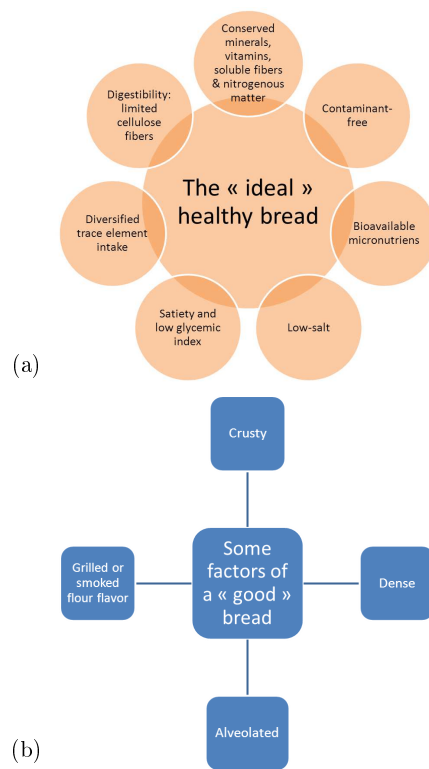 Conserved
minerals,
vitamins,
soluble fibers
& nitrogenous
matter
Digestibility:
limited
cellulose
fibers
Contaminant-
free
The « ideal »
healthy bread
Diversified
trace element
intake
Bioavailable
micronutriens
Satiety and
low glycemic
index
Low-salt
(a)
Crusty
Grilled or
smoked
flour flavor
Some
factors of
a « good »
bread
Dense
Alveolated
(b)